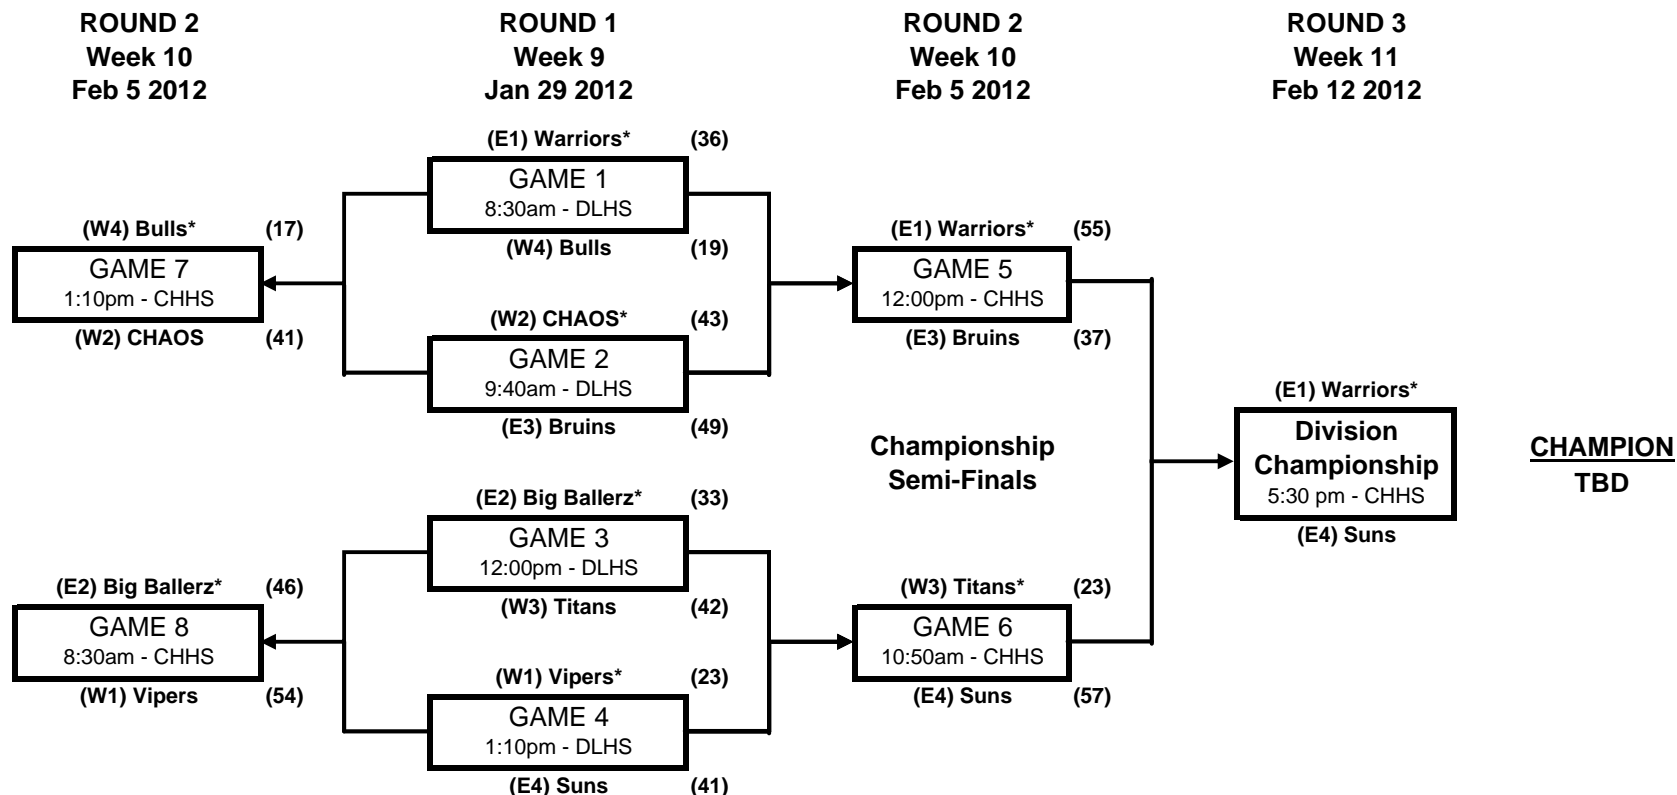 ROUND 2
Week 10
Feb 5 2012
ROUND 1
Week 9
Jan 29 2012
ROUND 2
Week 10
Feb 5 2012
ROUND 3
Week 11
Feb 12 2012
(W4) Bulls* (17)
GAME 7
1:10pm - CHHS
(W2) CHAOS (41)
(E2) Big Ballerz* (46)
GAME 8
8:30am - CHHS
(W1) Vipers (54)
(E1) Warriors* (36)
GAME 1
8:30am - DLHS
(W4) Bulls (19)
(W2) CHAOS* (43)
GAME 2
9:40am - DLHS
(E3) Bruins (49)
(E2) Big Ballerz* (33)
GAME 3
12:00pm - DLHS
(W3) Titans (42)
(W1) Vipers* (23)
GAME 4
1:10pm - DLHS
(E4) Suns (41)
(E1) Warriors* (55)
GAME 5
12:00pm - CHHS
(E3) Bruins (37)
Championship
Semi-Finals
(W3) Titans* (23)
GAME 6
10:50am - CHHS
(E4) Suns (57)
(E1) Warriors*
Division
Championship
5:30 pm - CHHS
(E4) Suns
CHAMPION
TBD